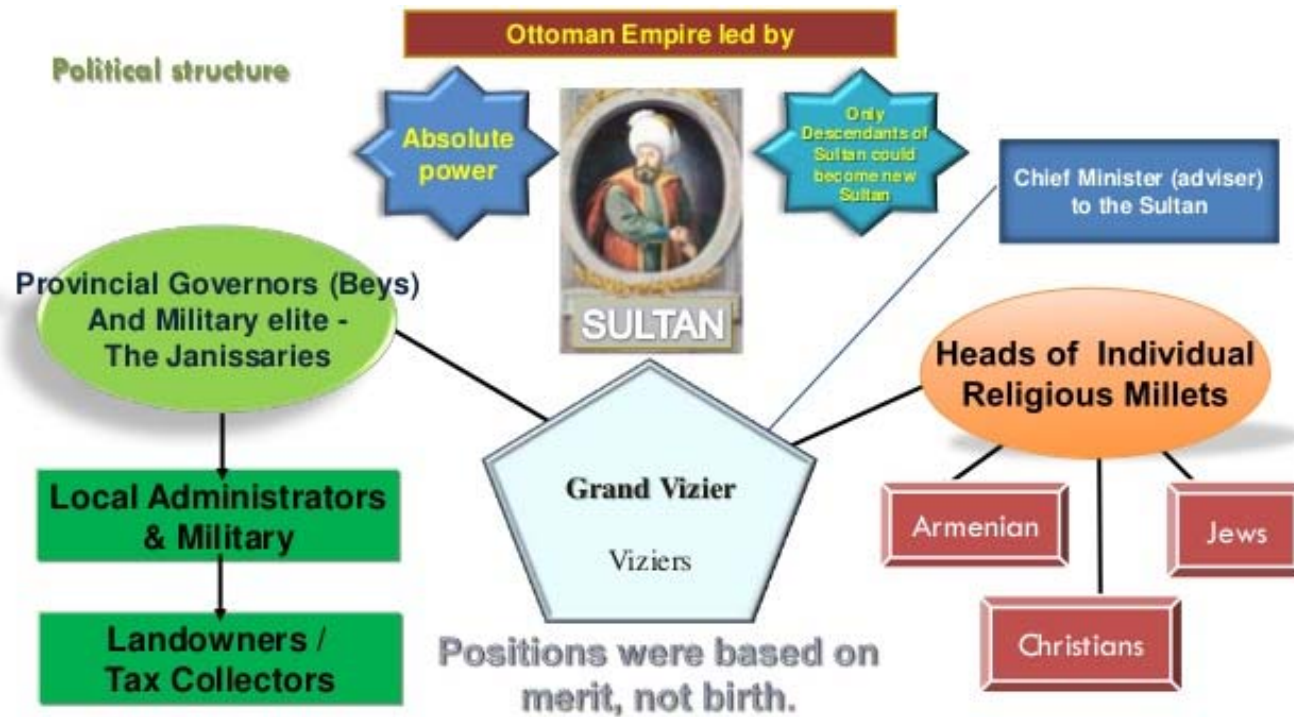 Ottoman Empire led by
Political structure
Absolute
power
Only
Descendants of
Sultan could
become new
Sultan
Chief Minister (adviser)
to the Sultan
SULTAN
Provincial Governors (Beys)
And Military elite -
The Janissaries
Heads of Individual
Religious Millets
Local Administrators
& Military
Landowners /
Tax Collectors
Grand Vizier
Viziers
Armenian
Jews
Christians
Positions were based on
merit, not birth.